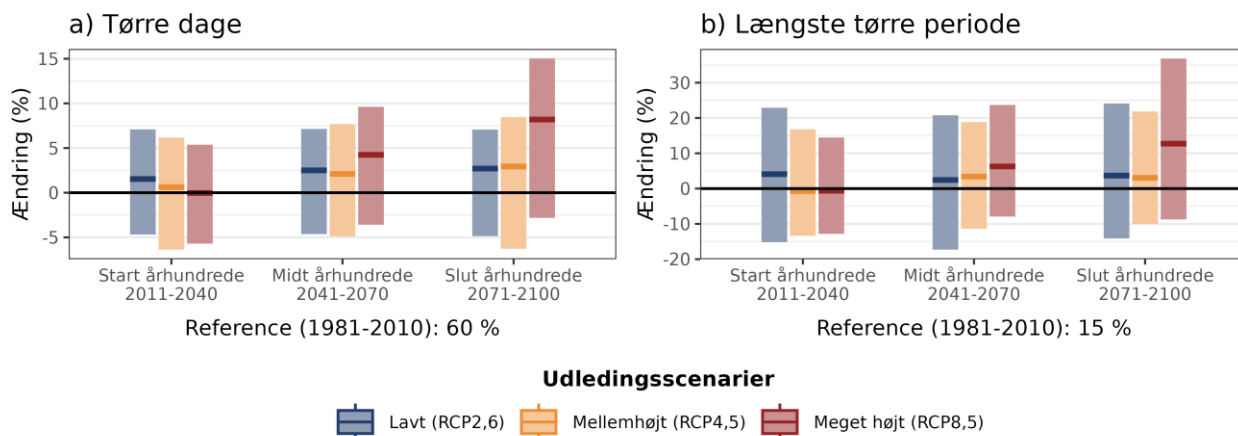 a) Tørre dage
Ændring (%)
15
10
5
0
-5
Start århundrede
2011-2040
Midt århundrede
2041-2070
Slut århundrede
2071-2100
Reference (1981-2010): 60 %
b) Længste tørre periode
Ændring (%)
30
20
10
0
-10
-20
Start århundrede
2011-2040
Midt århundrede
2041-2070
Slut århundrede
2071-2100
Reference (1981-2010): 15 %
Udledingsscenarier
Lavt (RCP2,6)
Mellemhøjt (RCP4,5)
Meget højt (RCP8,5)